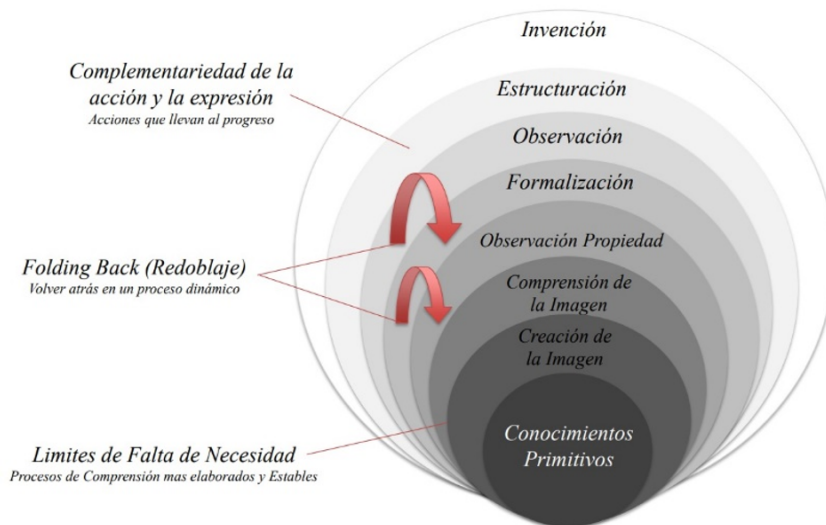 Invención
Estructuración
Observación
Formalización
Observación Propiedad
Comprensión de
la Imagen
Creación de
la Imagen
Conocimientos
Primitivos
Complementariedad de la
acción y la expresión
Acciones que llevan al progreso
Folding Back (Redoblaje)
Volver atrás en un proceso dinámico
Limites de Falta de Necesidad
Procesos de Comprensión mas elaborados y Estables